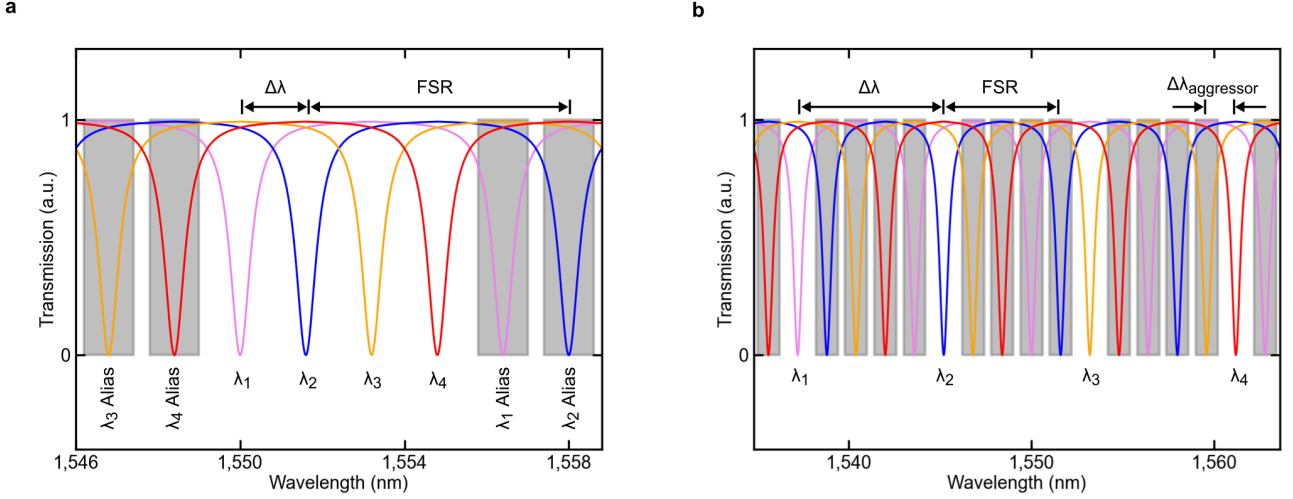 a
Δλ
FSR
1
0
Transmission (a.u.)
λ3 Alias
λ4 Alias
λ1
λ2
λ3
λ4
λ1 Alias
λ2 Alias
1,546
1,550
1,554
1,558
Wavelength (nm)
b
Δλ
FSR
Δλaggressor
1
0
Transmission (a.u.)
λ1
λ2
λ3
λ4
1,540
1,550
1,560
Wavelength (nm)